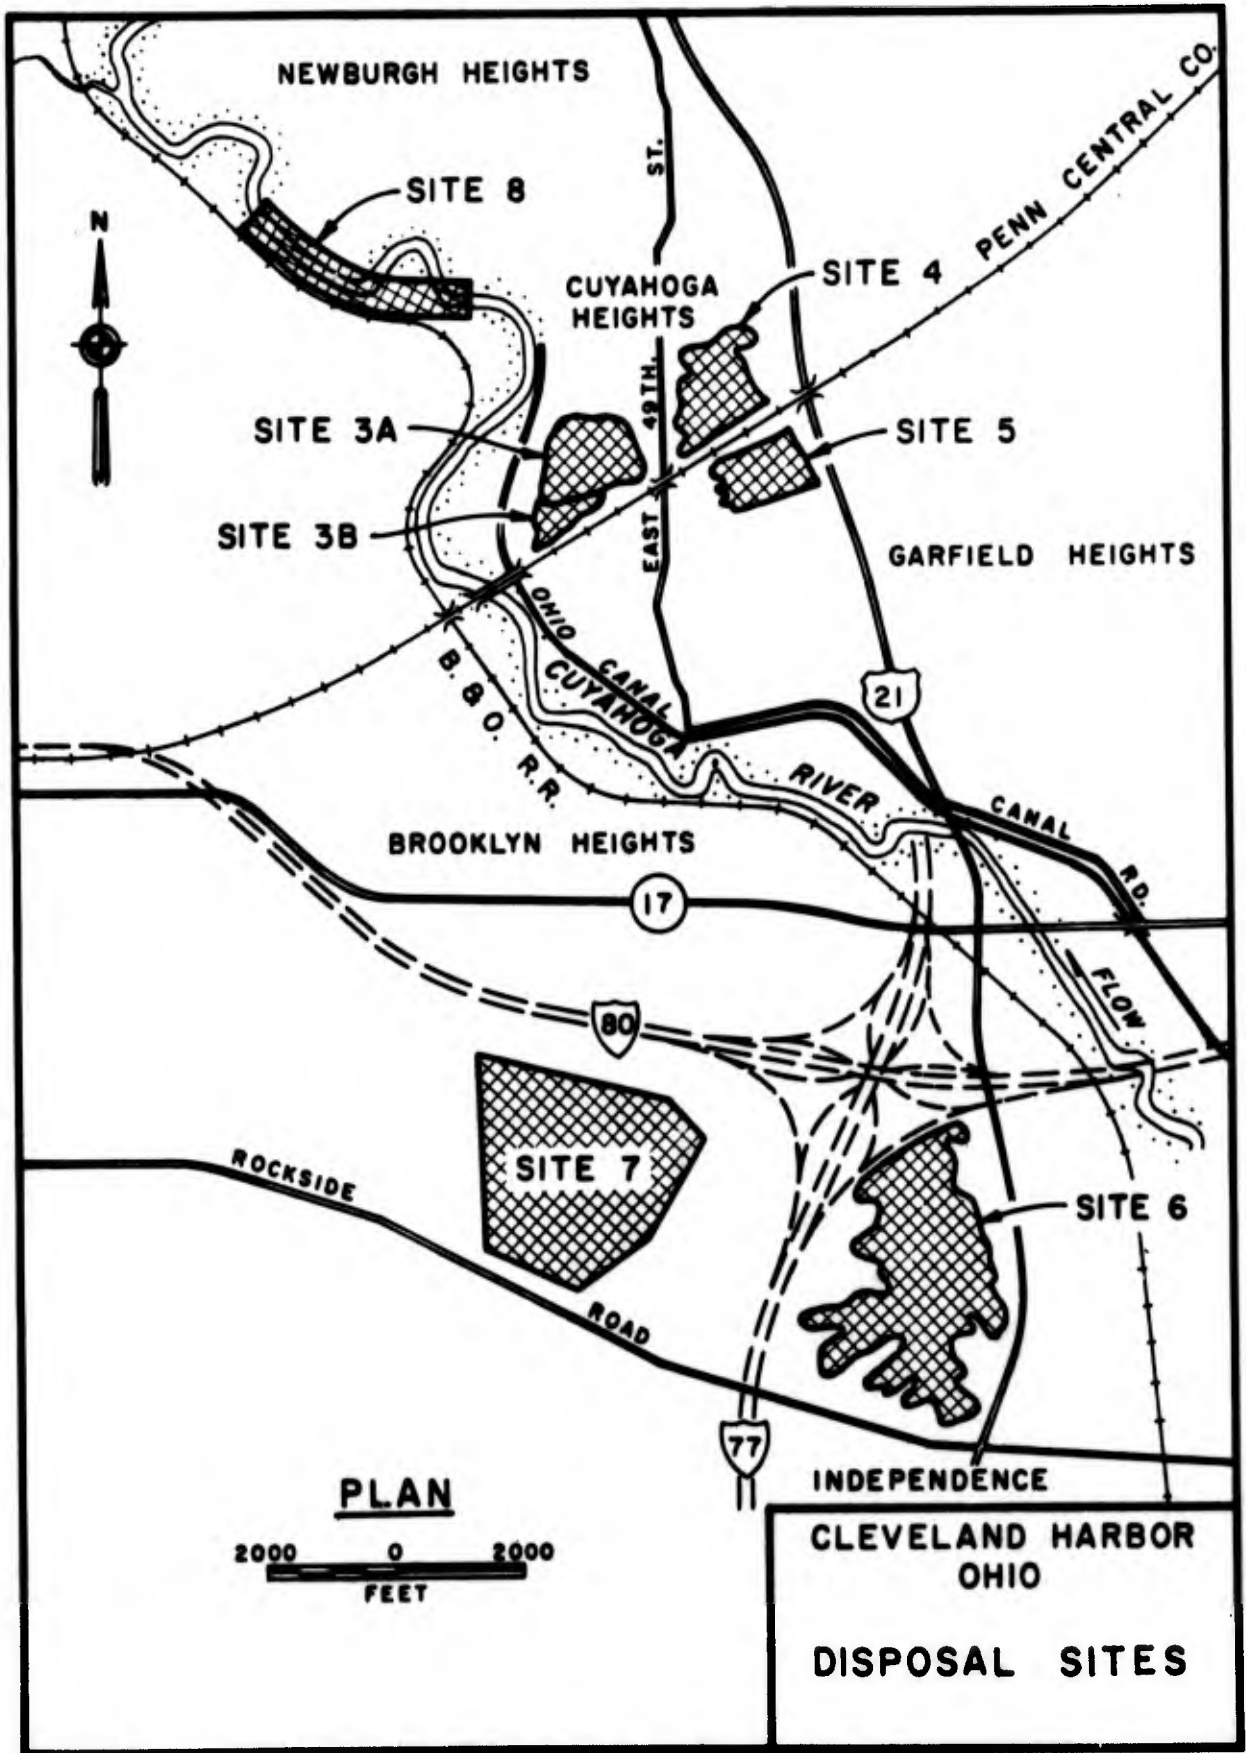 NEWBURGH HEIGHTS
PENN CENTRAL CO.
ST.
SITE 8
N
SITE 4
CUYAHOGA
HEIGHTS
49TH.
SITE 3A
SITE 5
SITE 3B
EAST
GARFIELD HEIGHTS
OHIO
CANAL
B. & O. R.R.
CUYAHOGA
21
RIVER
CANAL RD.
BROOKLYN HEIGHTS
17
FLOW
80
SITE 7
ROCKSIDE
SITE 6
ROAD
77
INDEPENDENCE
PLAN
2000 0 2000
FEET
CLEVELAND HARBOR
OHIO
DISPOSAL SITES